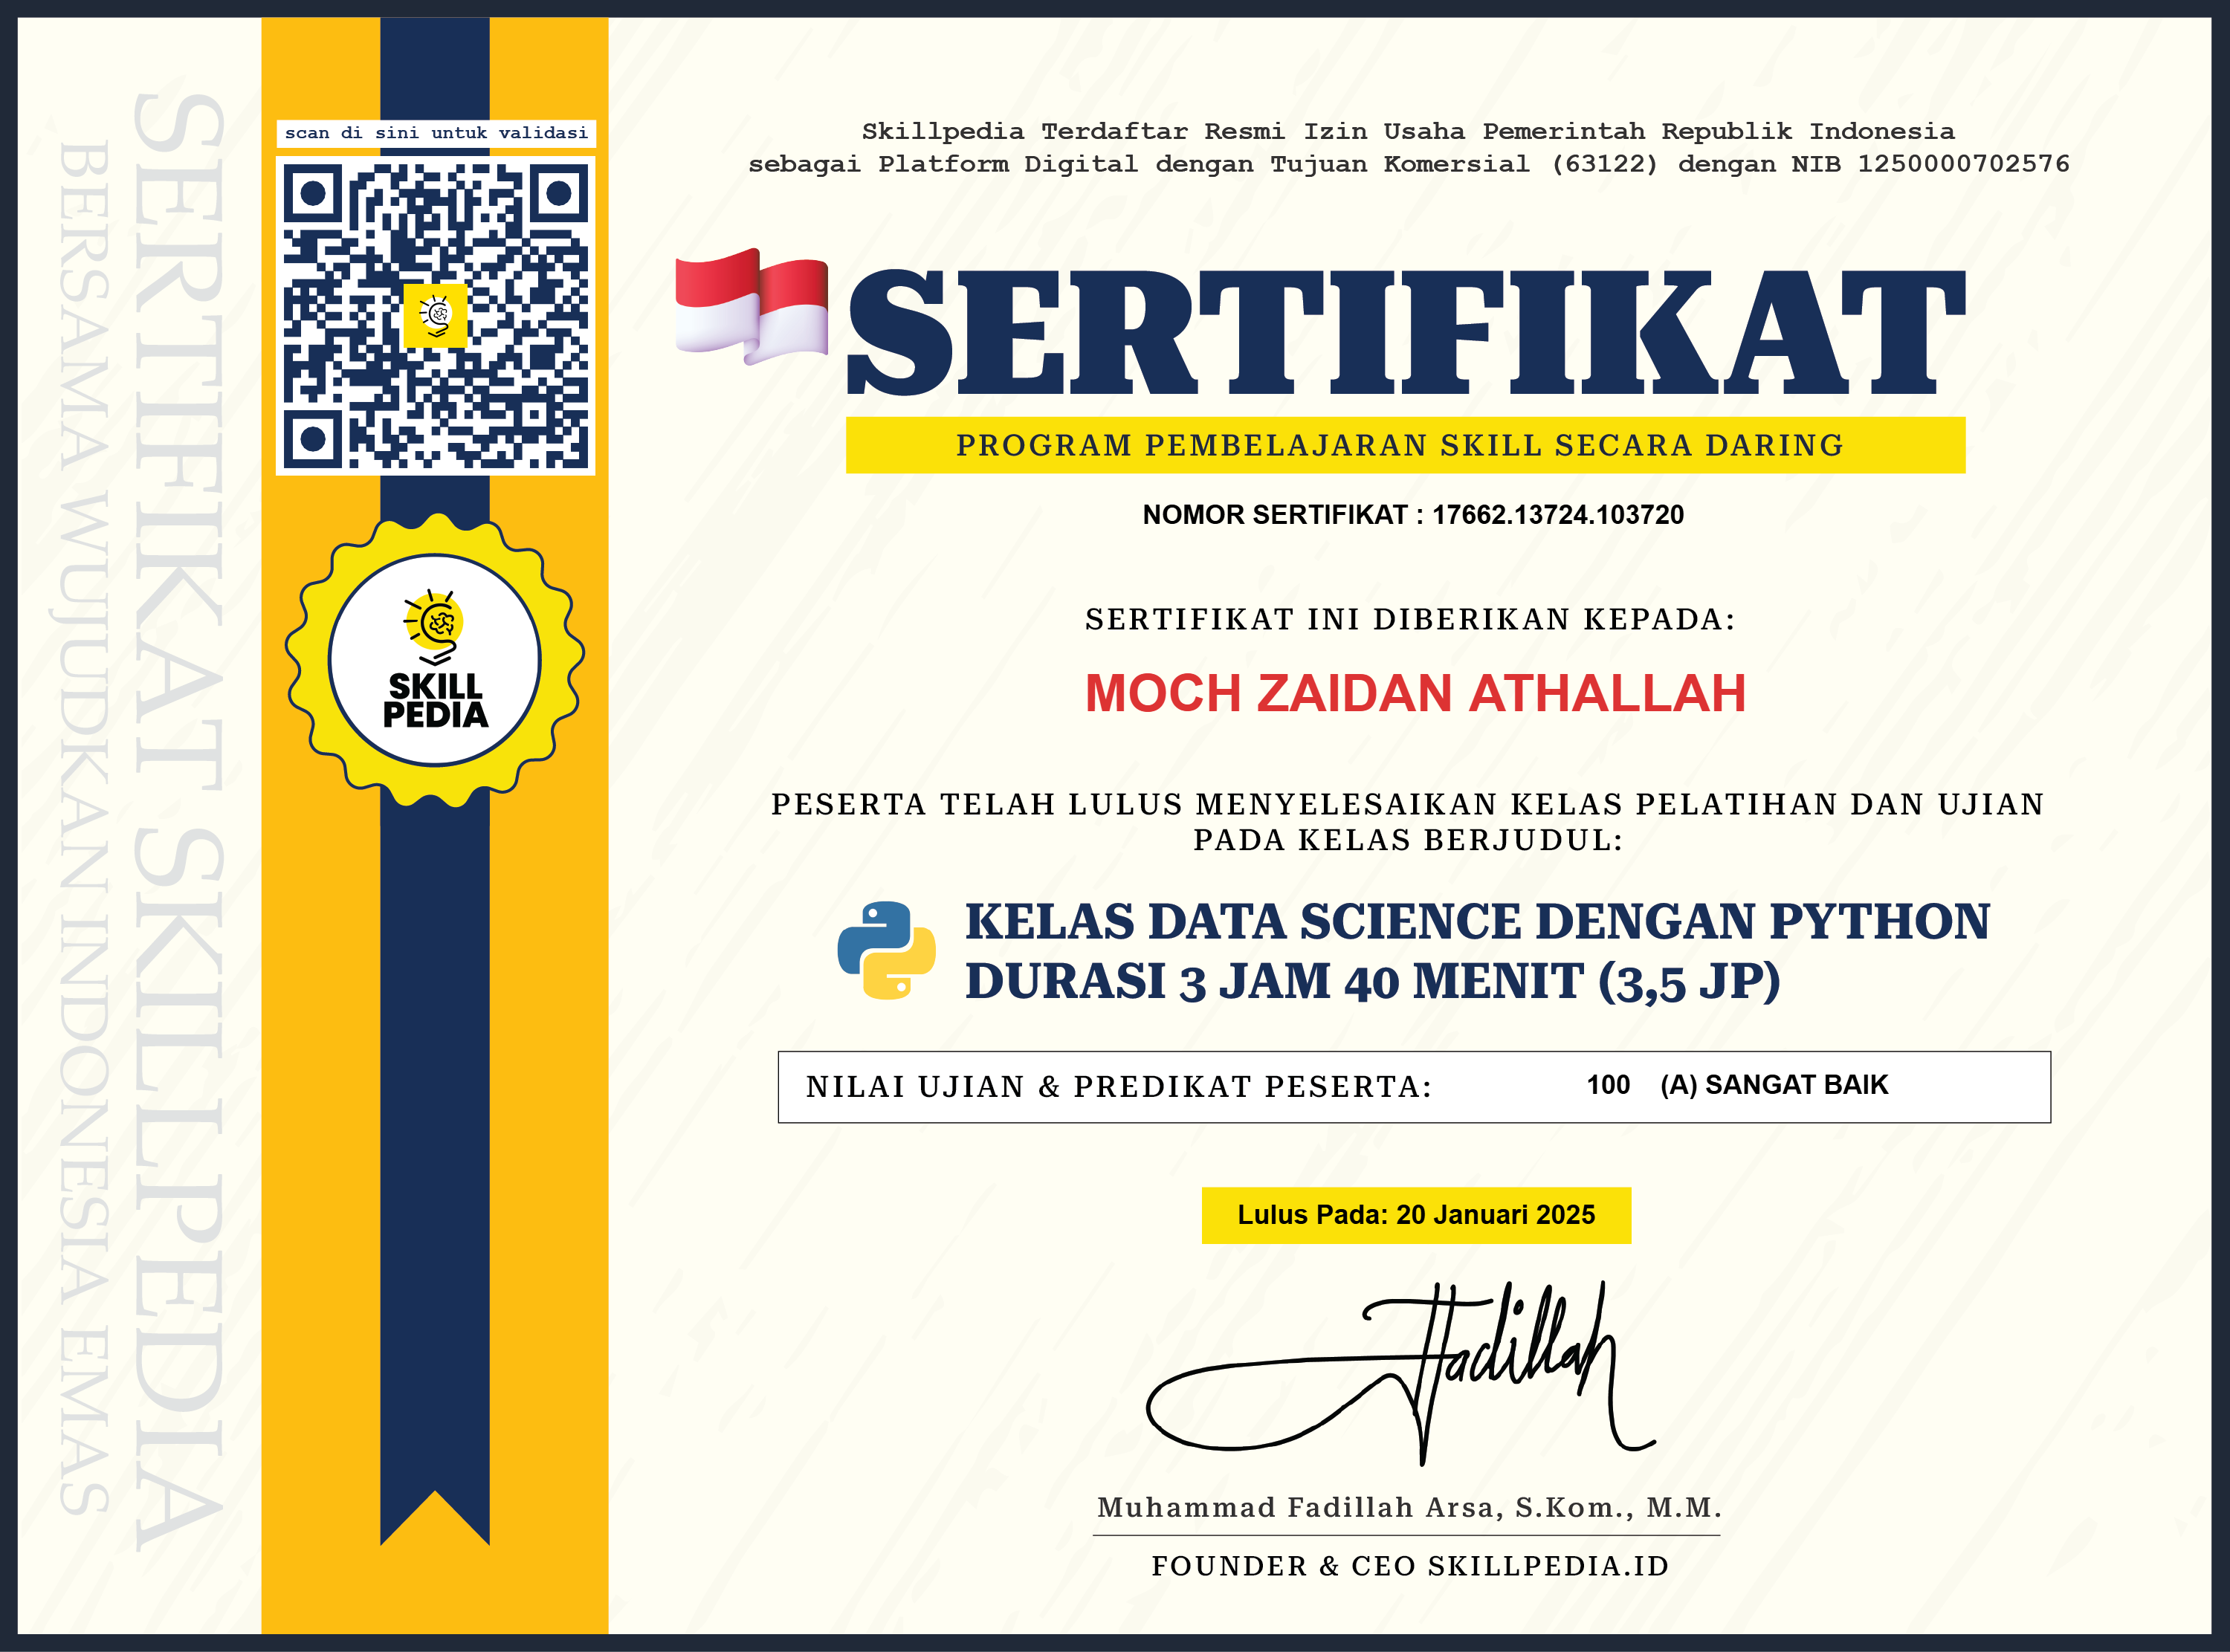 SERTIFIKAT SKILLPEDIA
BERSAMA WUJUDKAN INDONESIA EMAS
scan di sini untuk validasi
SKILL
PEDIA
Skillpedia Terdaftar Resmi Izin Usaha Pemerintah Republik Indonesia
sebagai Platform Digital dengan Tujuan Komersial (63122) dengan NIB 1250000702576
SERTIFIKAT
PROGRAM PEMBELAJARAN SKILL SECARA DARING
NOMOR SERTIFIKAT : 17662.13724.103720
SERTIFIKAT INI DIBERIKAN KEPADA:
MOCH ZAIDAN ATHALLAH
PESERTA TELAH LULUS MENYELESAIKAN KELAS PELATIHAN DAN UJIAN
PADA KELAS BERJUDUL:
KELAS DATA SCIENCE DENGAN PYTHON
DURASI 3 JAM 40 MENIT (3,5 JP)
NILAI UJIAN & PREDIKAT PESERTA: 100 (A) SANGAT BAIK
Lulus Pada: 20 Januari 2025
Fadillah
Muhammad Fadillah Arsa, S.Kom., M.M.
FOUNDER & CEO SKILLPEDIA.ID